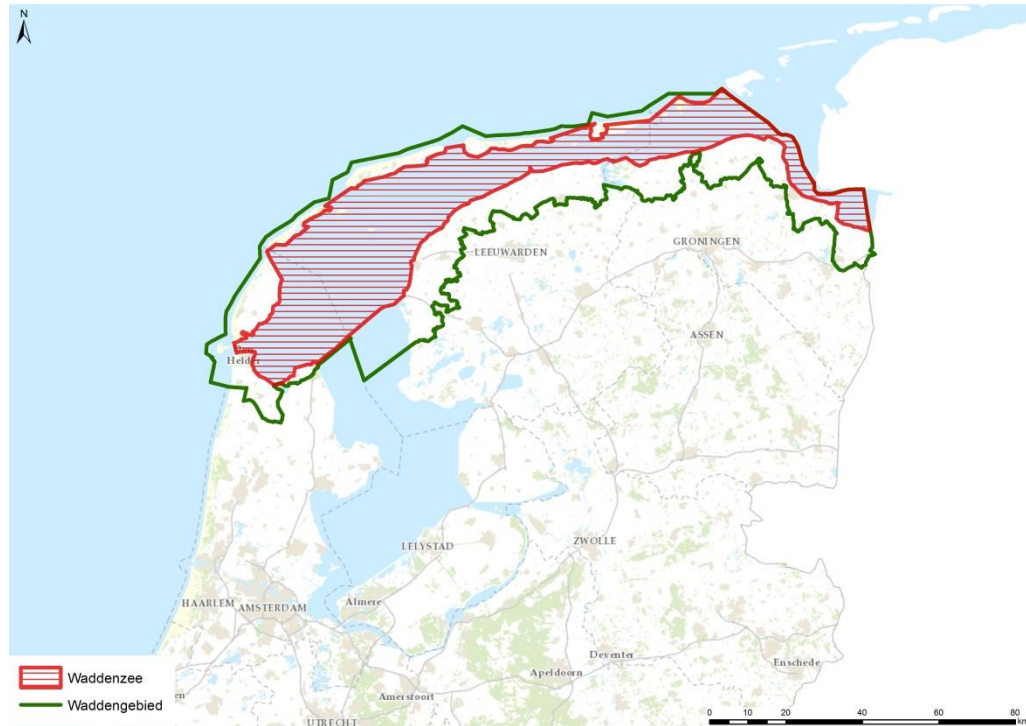 N
LEEUWARDEN
GRONINGEN
ASSEN
Helder
LELYSTAD
ZWOLLE
HAARLEM
AMSTERDAM
Almere
Deventer
Enschede
Apeldoorn
Amersfoort
UTRECHT
Waddenzee
Waddengebied
0 10 20 40 60 80